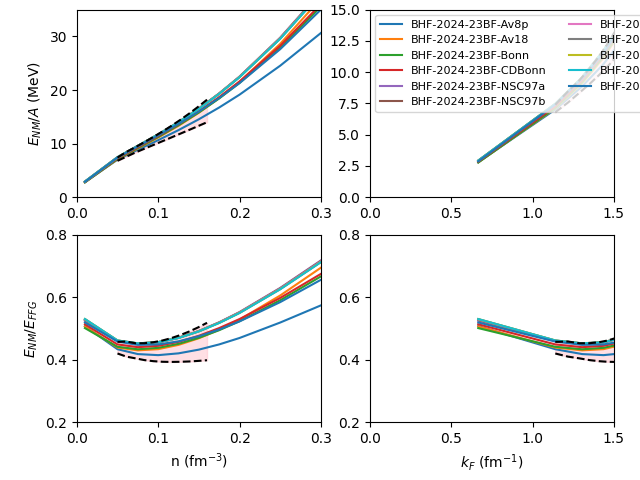 30
20
10
0
0.0 0.1 0.2 0.3
E_NM/A (MeV)
15.0
12.5
10.0
7.5
5.0
2.5
0.0
0.0 0.5 1.0 1.5
BHF-2024-23BF-Av8p
BHF-2024-23BF-Av18
BHF-2024-23BF-Bonn
BHF-2024-23BF-CDBonn
BHF-2024-23BF-NSC97a
BHF-2024-23BF-NSC97b
BHF-20
BHF-20
BHF-20
BHF-20
BHF-20
0.8
0.6
0.4
0.2
0.0 0.1 0.2 0.3
E_NM/E_FFG
n (fm⁻³)
0.8
0.6
0.4
0.2
0.0 0.5 1.0 1.5
k_F (fm⁻¹)